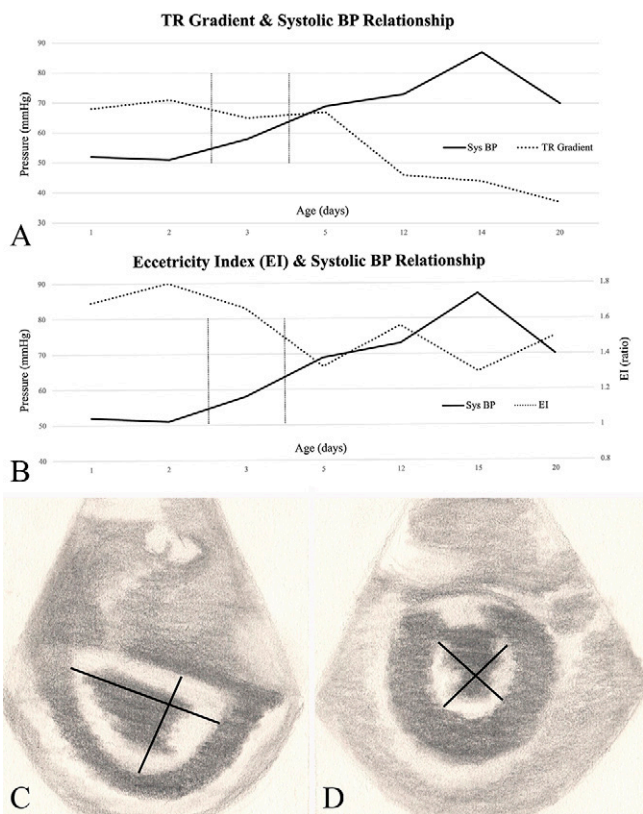 TR Gradient & Systolic BP Relationship
90
80
70
60
50
40
30
Pressure (mmHg)
Sys BP
TR Gradient
Age (days)
1
2
3
5
12
14
20
A
Eccetricity Index (EI) & Systolic BP Relationship
90
80
70
60
50
40
Pressure (mmHg)
1.8
1.6
1.4
1.2
1
0.8
EI (ratio)
Sys BP
EI
Age (days)
1
2
3
5
12
15
20
B
C
D